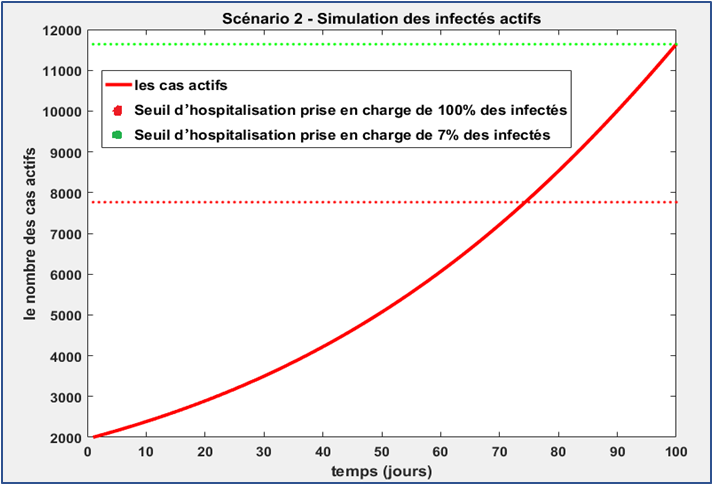 Scénario 2 - Simulation des infectés actifs
12000
11000
10000
9000
8000
7000
6000
5000
4000
3000
2000
le nombre des cas actifs
les cas actifs
Seuil d'hospitalisation prise en charge de 100% des infectés
Seuil d'hospitalisation prise en charge de 7% des infectés
0 10 20 30 40 50 60 70 80 90 100
temps (jours)